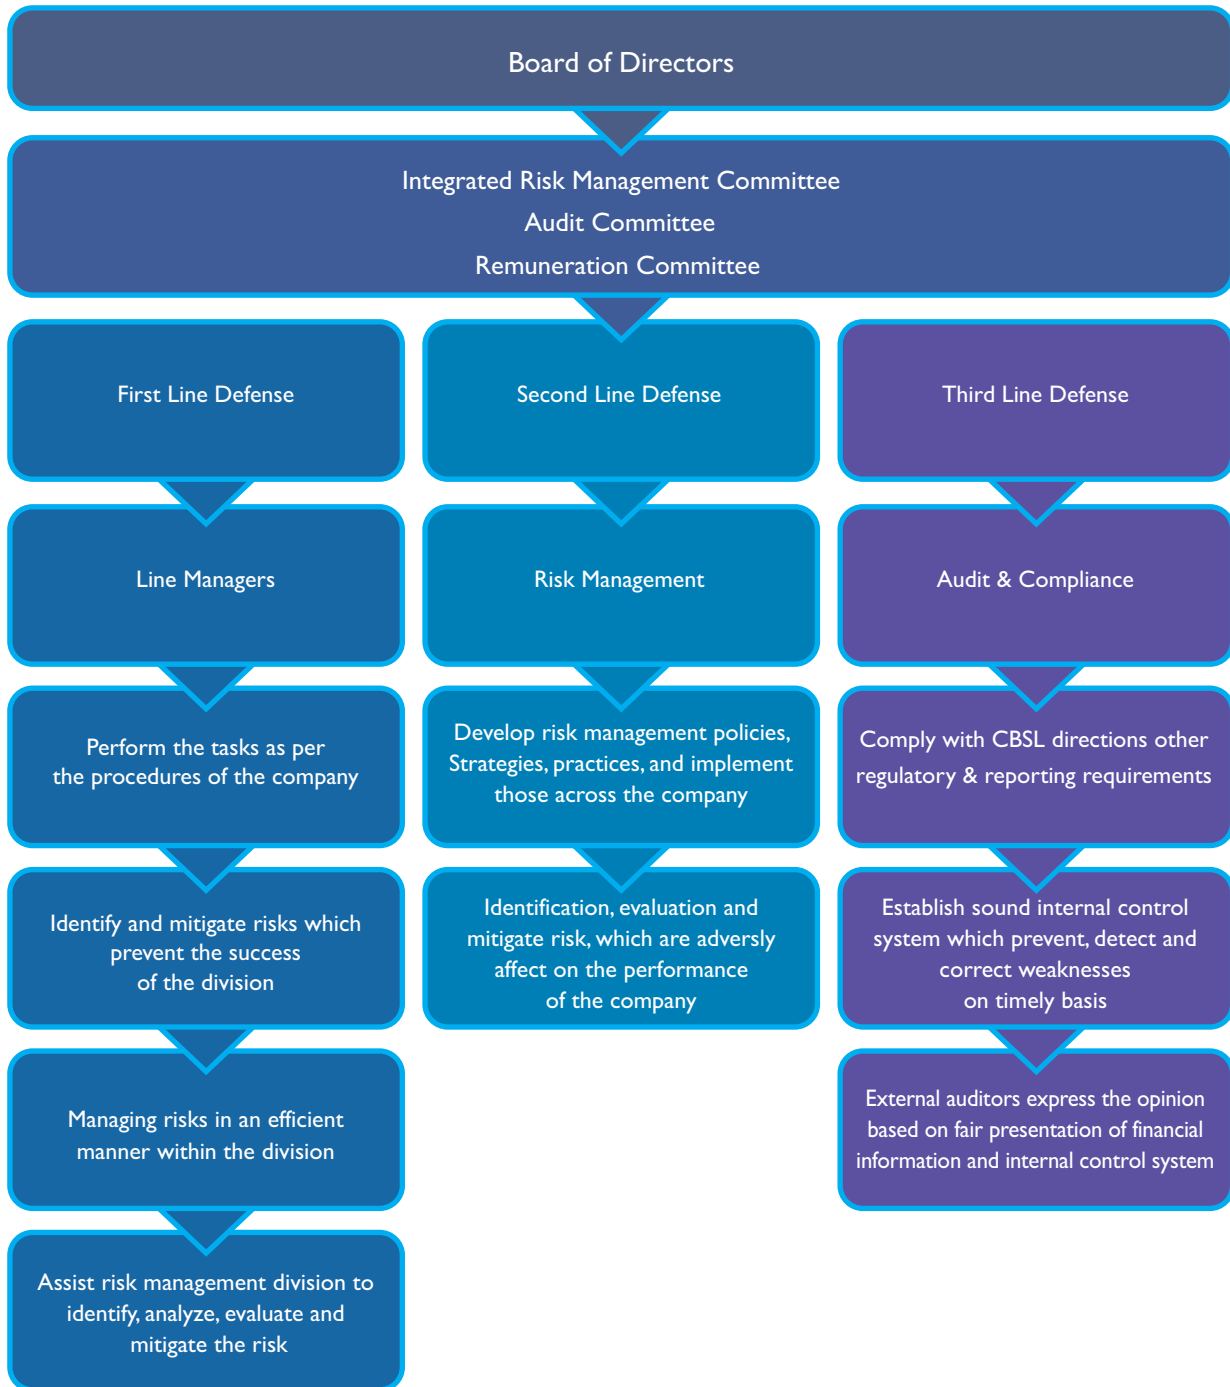 Board of Directors
Integrated Risk Management Committee
Audit Committee
Remuneration Committee
First Line Defense
Line Managers
Perform the tasks as per
the procedures of the company
Identify and mitigate risks which
prevent the success
of the division
Managing risks in an efficient
manner within the division
Assist risk management division to
identify, analyze, evaluate and
mitigate the risk
Second Line Defense
Risk Management
Develop risk management policies,
Strategies, practices, and implement
those across the company
Identification, evaluation and
mitigate risk, which are adversly
affect on the performance
of the company
Third Line Defense
Audit & Compliance
Comply with CBSL directions other
regulatory & reporting requirements
Establish sound internal control
system which prevent, detect and
correct weaknesses
on timely basis
External auditors express the opinion
based on fair presentation of financial
information and internal control system